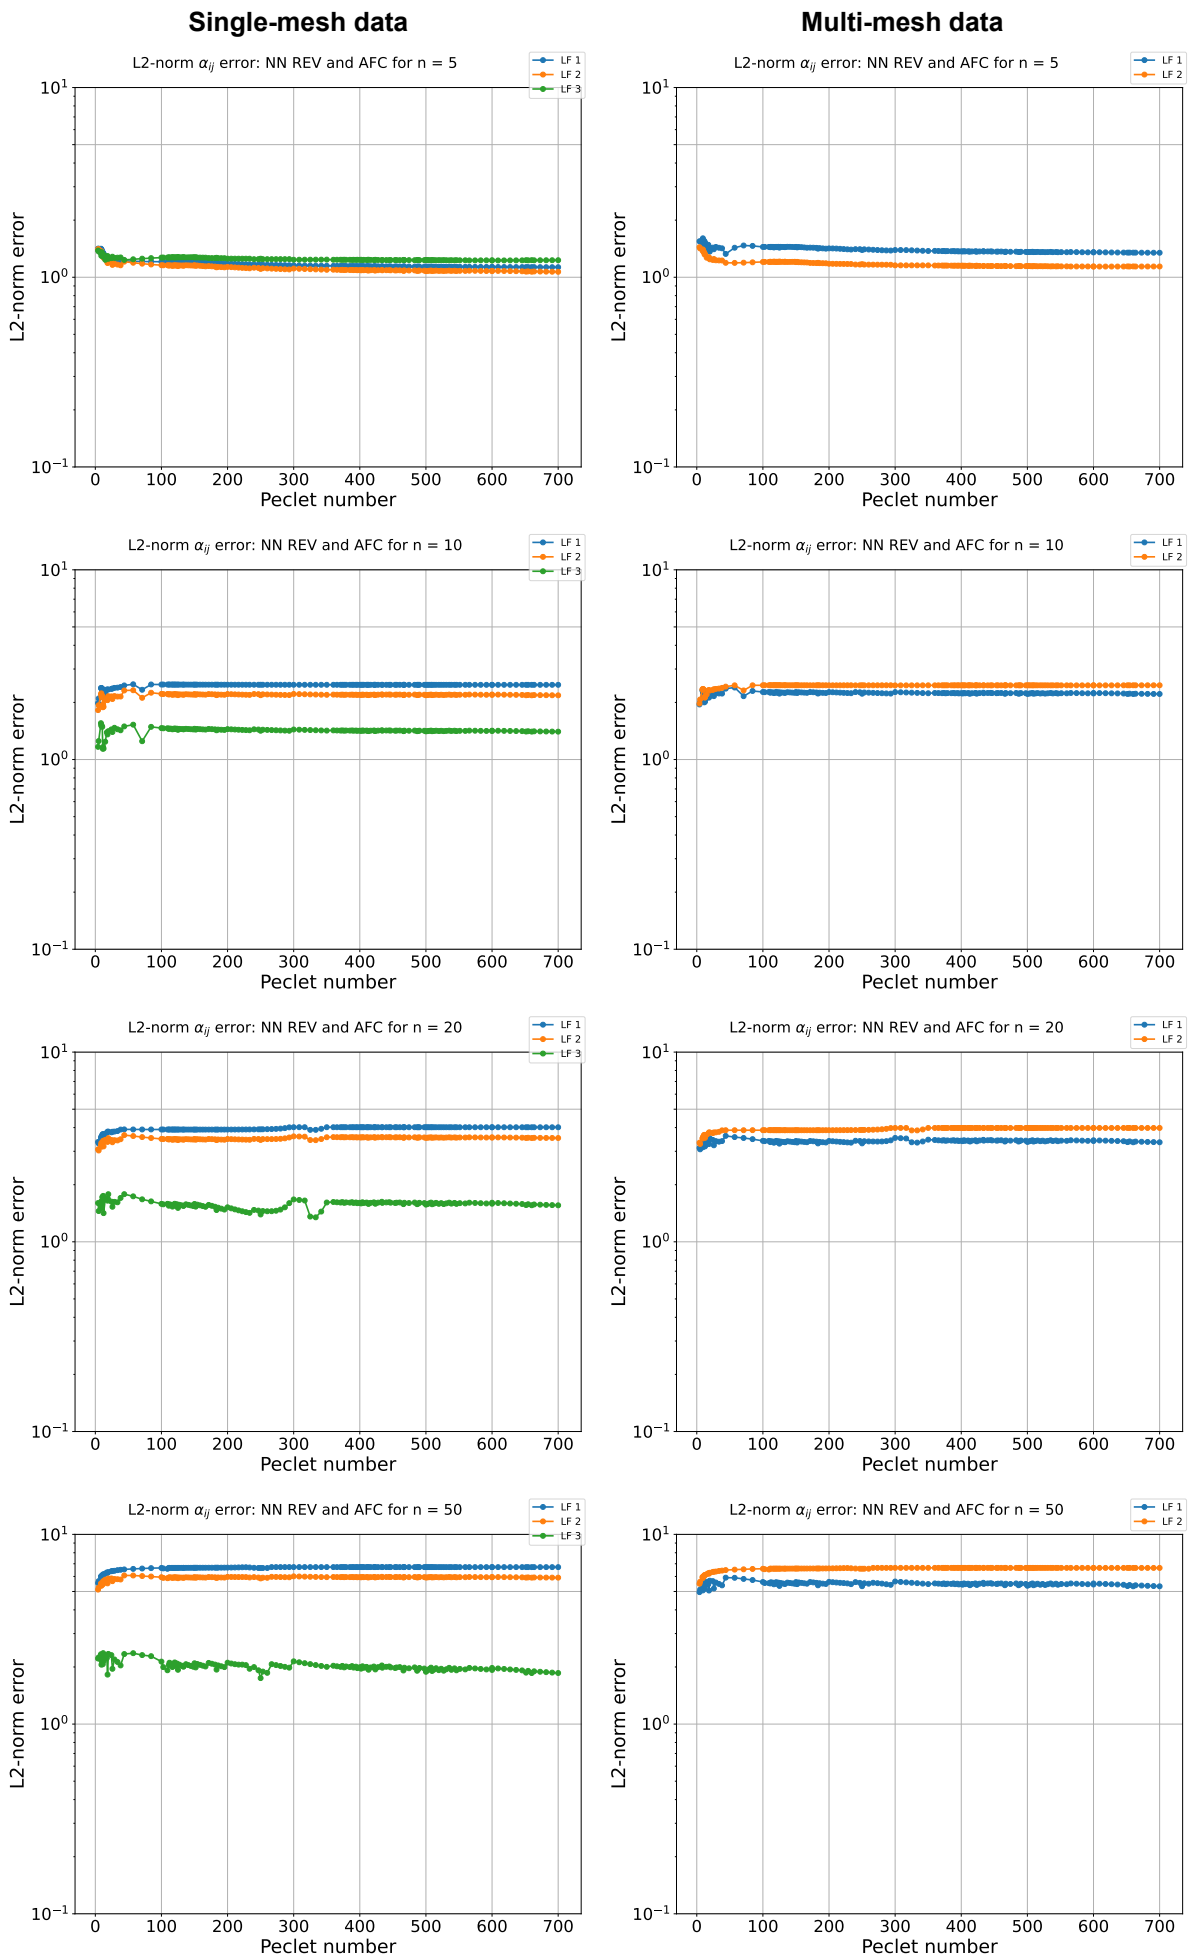 Single-mesh data
Multi-mesh data
L2-norm αij error: NN REV and AFC for n = 5
LF 1
LF 2
LF 3
10^1
10^0
10^−1
L2-norm error
0 100 200 300 400 500 600 700
Peclet number
L2-norm αij error: NN REV and AFC for n = 5
LF 1
LF 2
10^1
10^0
10^−1
L2-norm error
0 100 200 300 400 500 600 700
Peclet number
L2-norm αij error: NN REV and AFC for n = 10
LF 1
LF 2
LF 3
10^1
10^0
10^−1
L2-norm error
0 100 200 300 400 500 600 700
Peclet number
L2-norm αij error: NN REV and AFC for n = 10
LF 1
LF 2
10^1
10^0
10^−1
L2-norm error
0 100 200 300 400 500 600 700
Peclet number
L2-norm αij error: NN REV and AFC for n = 20
LF 1
LF 2
LF 3
10^1
10^0
10^−1
L2-norm error
0 100 200 300 400 500 600 700
Peclet number
L2-norm αij error: NN REV and AFC for n = 20
LF 1
LF 2
10^1
10^0
10^−1
L2-norm error
0 100 200 300 400 500 600 700
Peclet number
L2-norm αij error: NN REV and AFC for n = 50
LF 1
LF 2
LF 3
10^1
10^0
10^−1
L2-norm error
0 100 200 300 400 500 600 700
Peclet number
L2-norm αij error: NN REV and AFC for n = 50
LF 1
LF 2
10^1
10^0
10^−1
L2-norm error
0 100 200 300 400 500 600 700
Peclet number